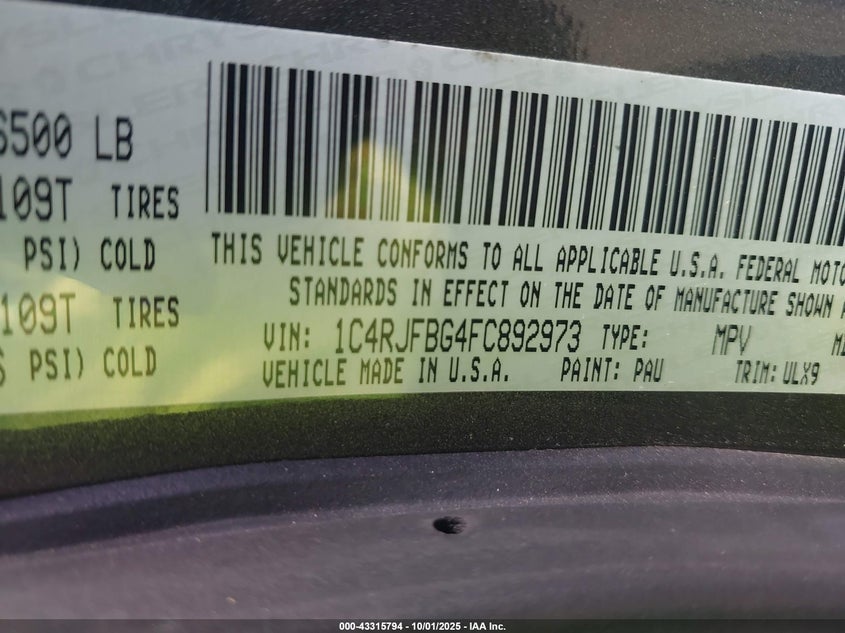 6500 LB
109T TIRES
PSI) COLD
109T TIRES
PSI) COLD
THIS VEHICLE CONFORMS TO ALL APPLICABLE U.S.A. FEDERAL MOTO
STANDARDS IN EFFECT ON THE DATE OF MANUFACTURE SHOWN
VIN: 1C4RJFBG4FC892973 TYPE: MPV
VEHICLE MADE IN U.S.A. PAINT: PAU TRIM: ULX9
000-43315794 - 10/01/2025 - IAA Inc.